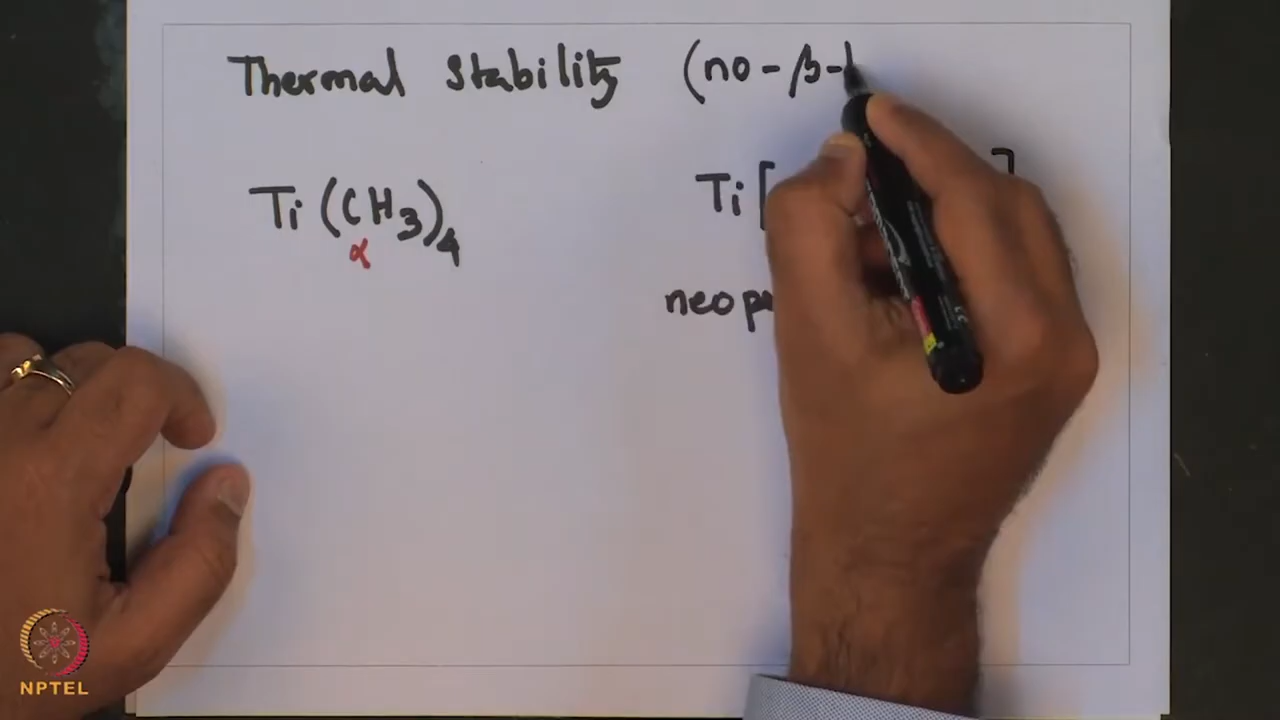 Thermal Stability (no-β-
Ti(CH3)4 Ti[ ]
α
neop
NPTEL